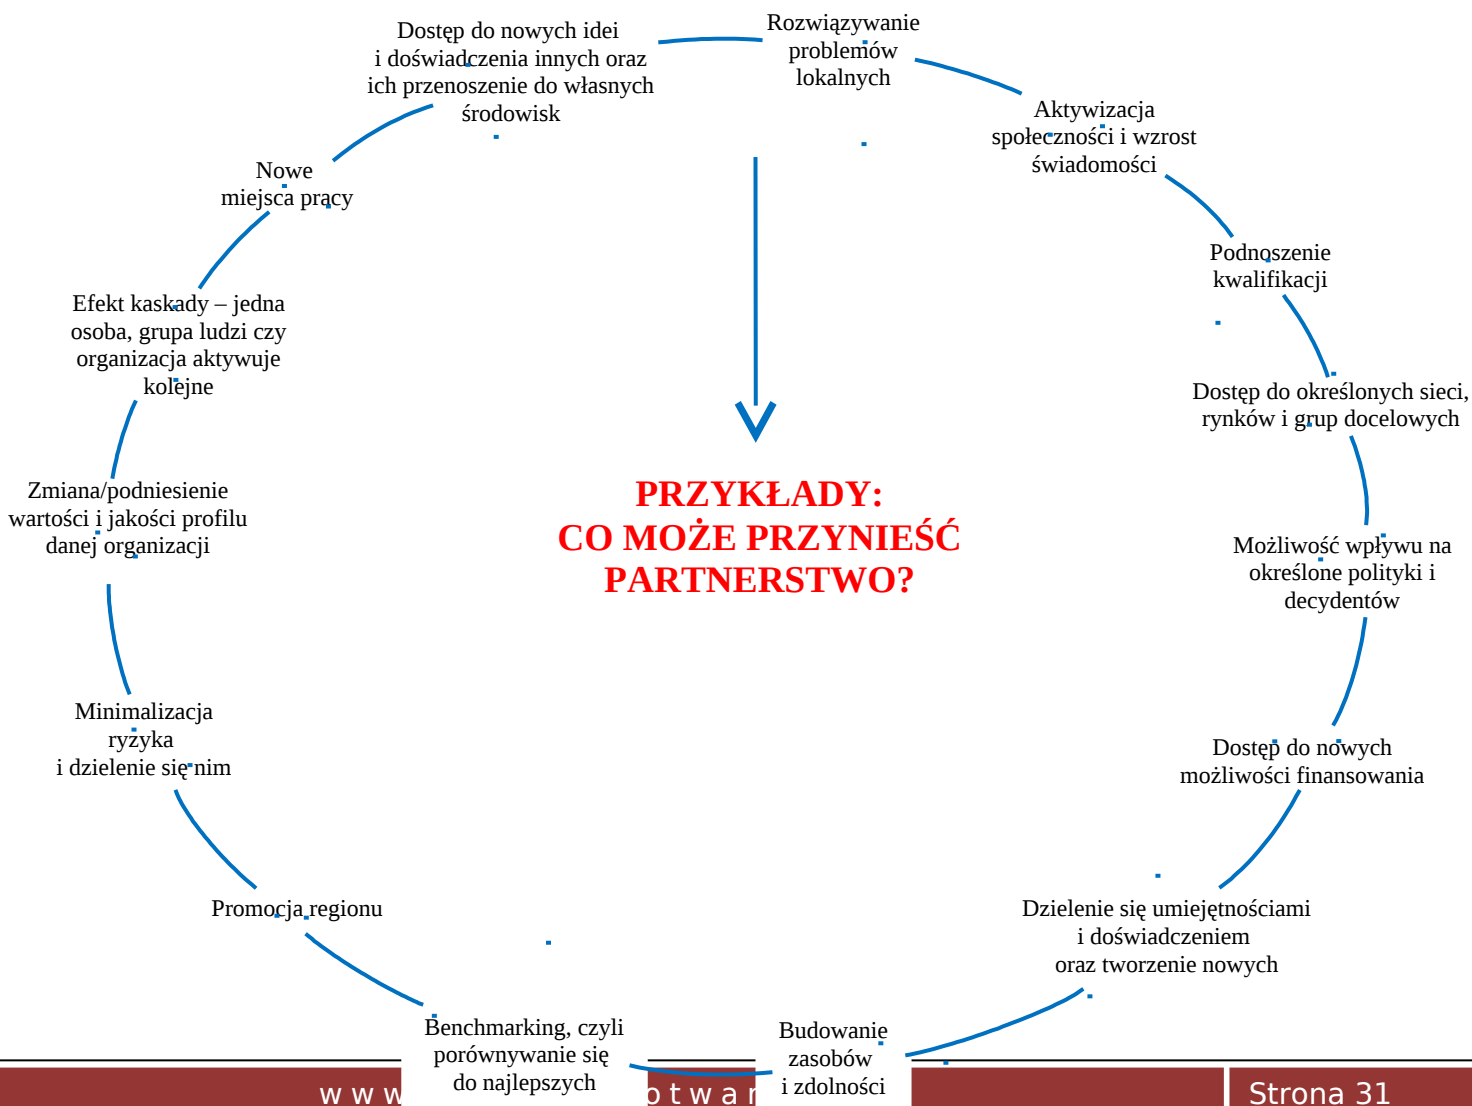 Dostęp do nowych idei
i doświadczenia innych oraz
ich przenoszenie do własnych
środowisk
Rozwiązywanie
problemów
lokalnych
Aktywizacja
społeczności i wzrost
świadomości
Podnoszenie
kwalifikacji
Dostęp do określonych sieci,
rynków i grup docelowych
Możliwość wpływu na
określone polityki i
decydentów
Dostęp do nowych
możliwości finansowania
Dzielenie się umiejętnościami
i doświadczeniem
oraz tworzenie nowych
Budowanie
zasobów
i zdolności
Benchmarking, czyli
porównywanie się
do najlepszych
Promocja regionu
Minimalizacja
ryzyka
i dzielenie się nim
Zmiana/podniesienie
wartości i jakości profilu
danej organizacji
Efekt kaskady – jedna
osoba, grupa ludzi czy
organizacja aktywuje
kolejne
Nowe
miejsca pracy
PRZYKŁADY:
CO MOŻE PRZYNIEŚĆ
PARTNERSTWO?
Strona 31